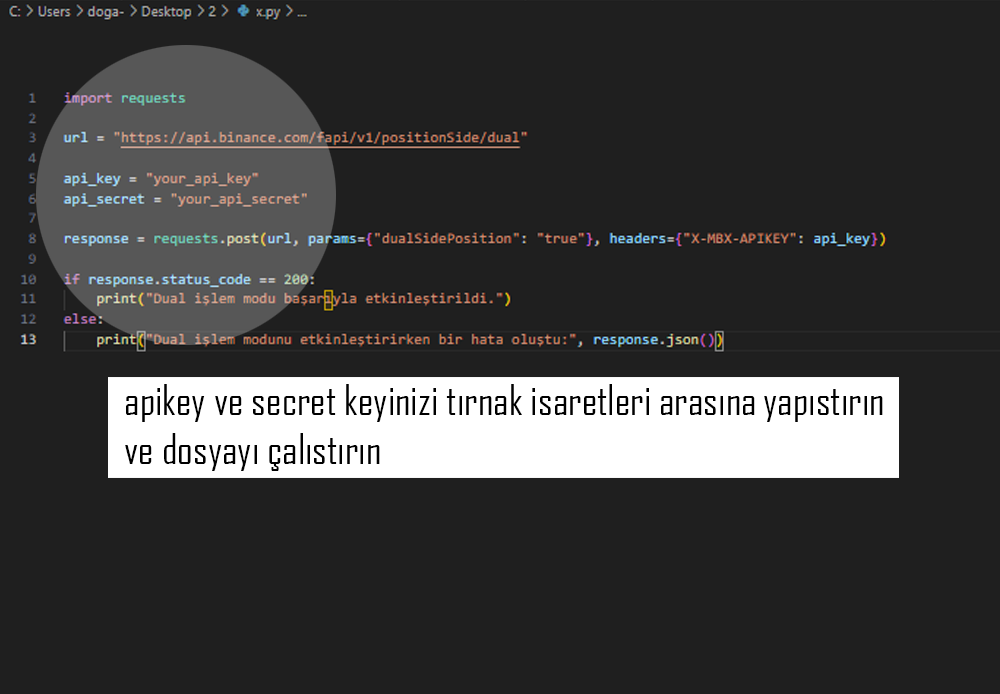 C: > Users > doga- > Desktop > 2 > x.py > ...
1 import requests
2
3 url = "https://api.binance.com/fapi/v1/positionSide/dual"
4
5 api_key = "your_api_key"
6 api_secret = "your_api_secret"
7
8 response = requests.post(url, params={"dualSidePosition": "true"}, headers={"X-MBX-APIKEY": api_key})
9
10 if response.status_code == 200:
11 print("Dual işlem modu başarıyla etkinleştirildi.")
12 else:
13 print("Dual işlem modunu etkinleştirirken bir hata oluştu:", response.json())
apikey ve secret keyinizi tırnak isaretleri arasına yapıstırın
ve dosyayı çalıstırın